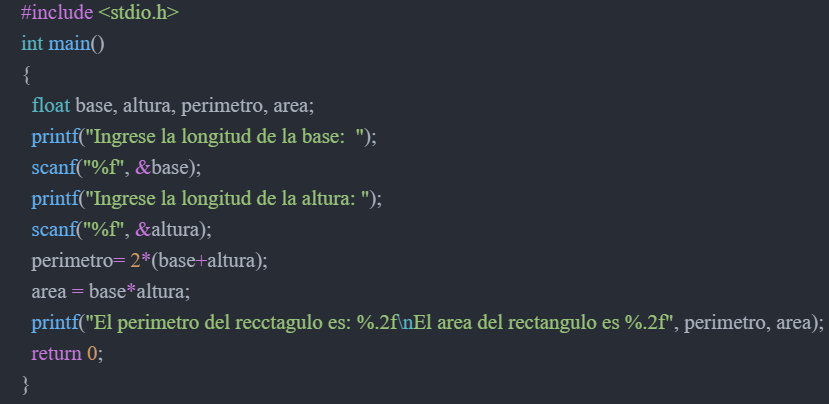 #include <stdio.h>
int main()
{
  float base, altura, perimetro, area;
  printf("Ingrese la longitud de la base:  ");
  scanf("%f", &base);
  printf("Ingrese la longitud de la altura: ");
  scanf("%f", &altura);
  perimetro= 2*(base+altura);
  area = base*altura;
  printf("El perimetro del recctagulo es: %.2f\nEl area del rectangulo es %.2f", perimetro, area);
  return 0;
}